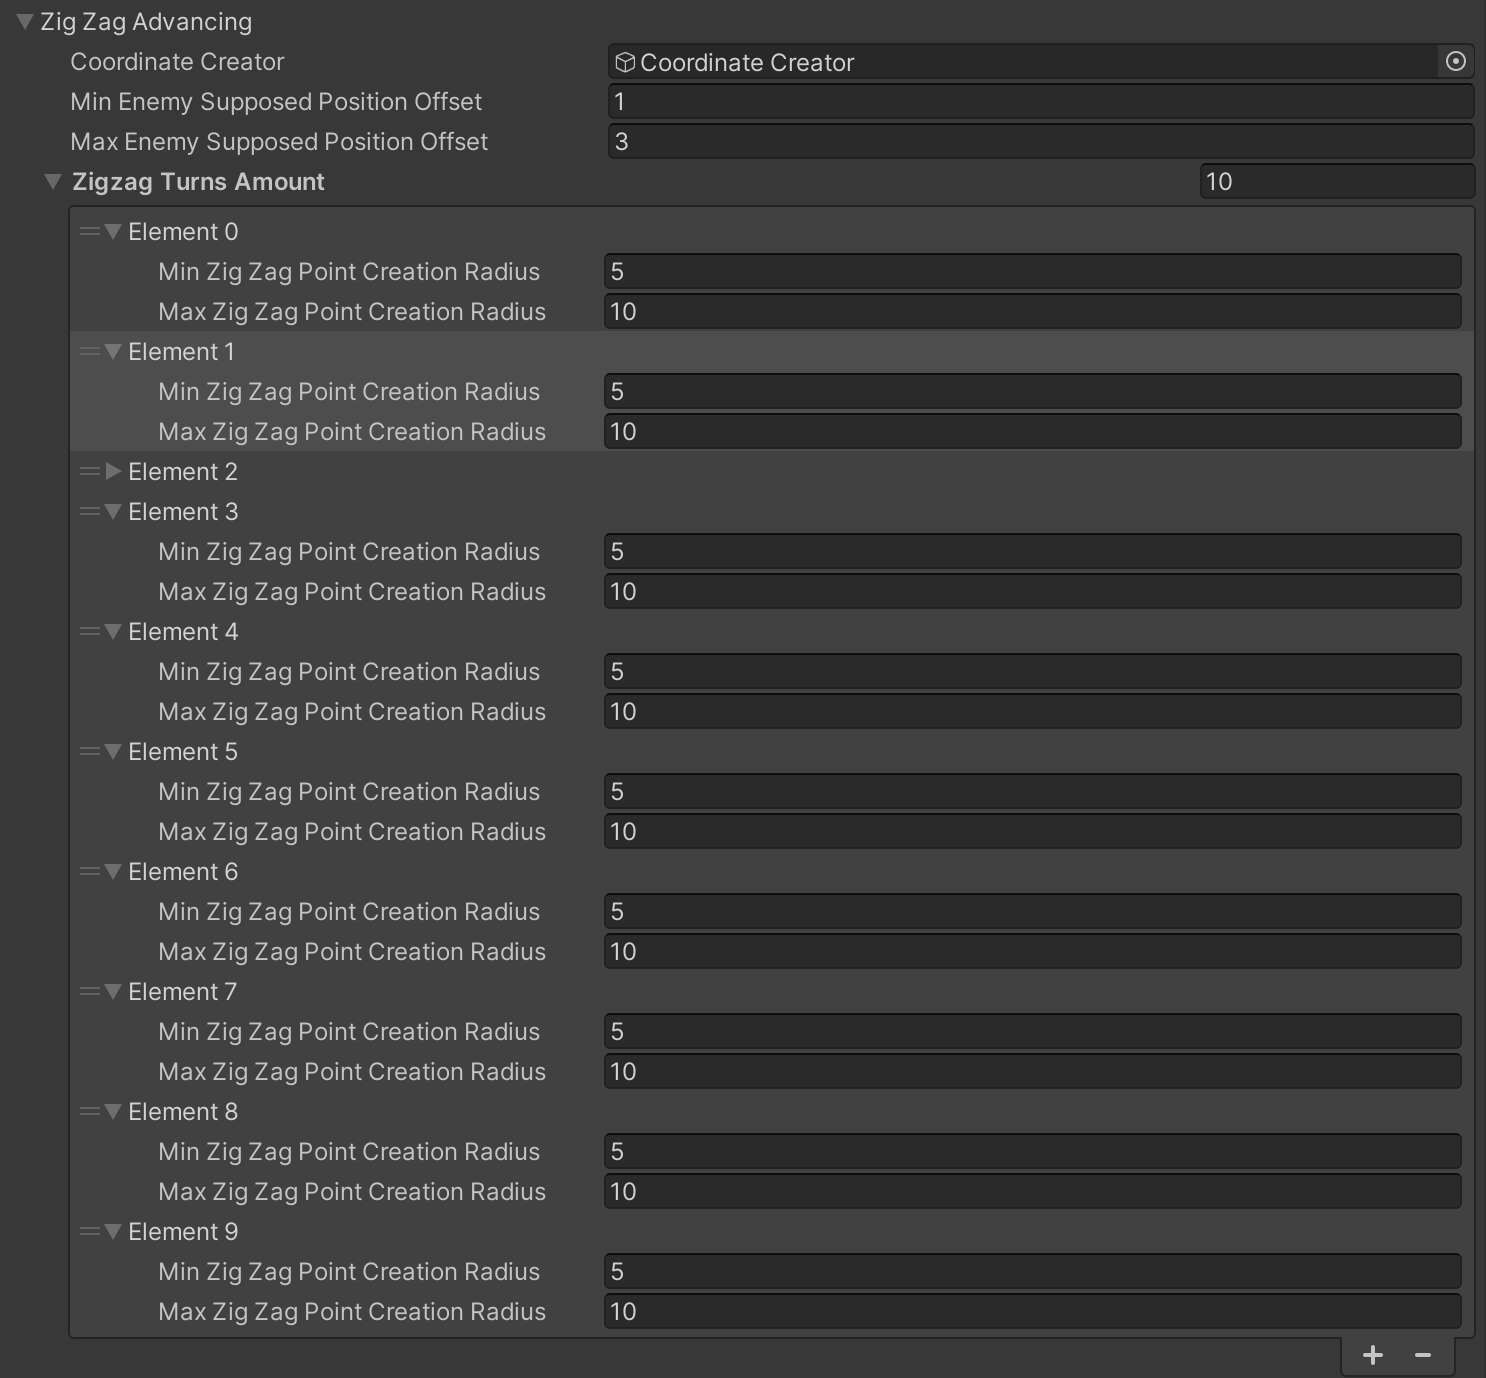 Zig Zag Advancing
Coordinate Creator Coordinate Creator
Min Enemy Supposed Position Offset 1
Max Enemy Supposed Position Offset 3
Zigzag Turns Amount 10
Element 0
Min Zig Zag Point Creation Radius 5
Max Zig Zag Point Creation Radius 10
Element 1
Min Zig Zag Point Creation Radius 5
Max Zig Zag Point Creation Radius 10
Element 2
Element 3
Min Zig Zag Point Creation Radius 5
Max Zig Zag Point Creation Radius 10
Element 4
Min Zig Zag Point Creation Radius 5
Max Zig Zag Point Creation Radius 10
Element 5
Min Zig Zag Point Creation Radius 5
Max Zig Zag Point Creation Radius 10
Element 6
Min Zig Zag Point Creation Radius 5
Max Zig Zag Point Creation Radius 10
Element 7
Min Zig Zag Point Creation Radius 5
Max Zig Zag Point Creation Radius 10
Element 8
Min Zig Zag Point Creation Radius 5
Max Zig Zag Point Creation Radius 10
Element 9
Min Zig Zag Point Creation Radius 5
Max Zig Zag Point Creation Radius 10